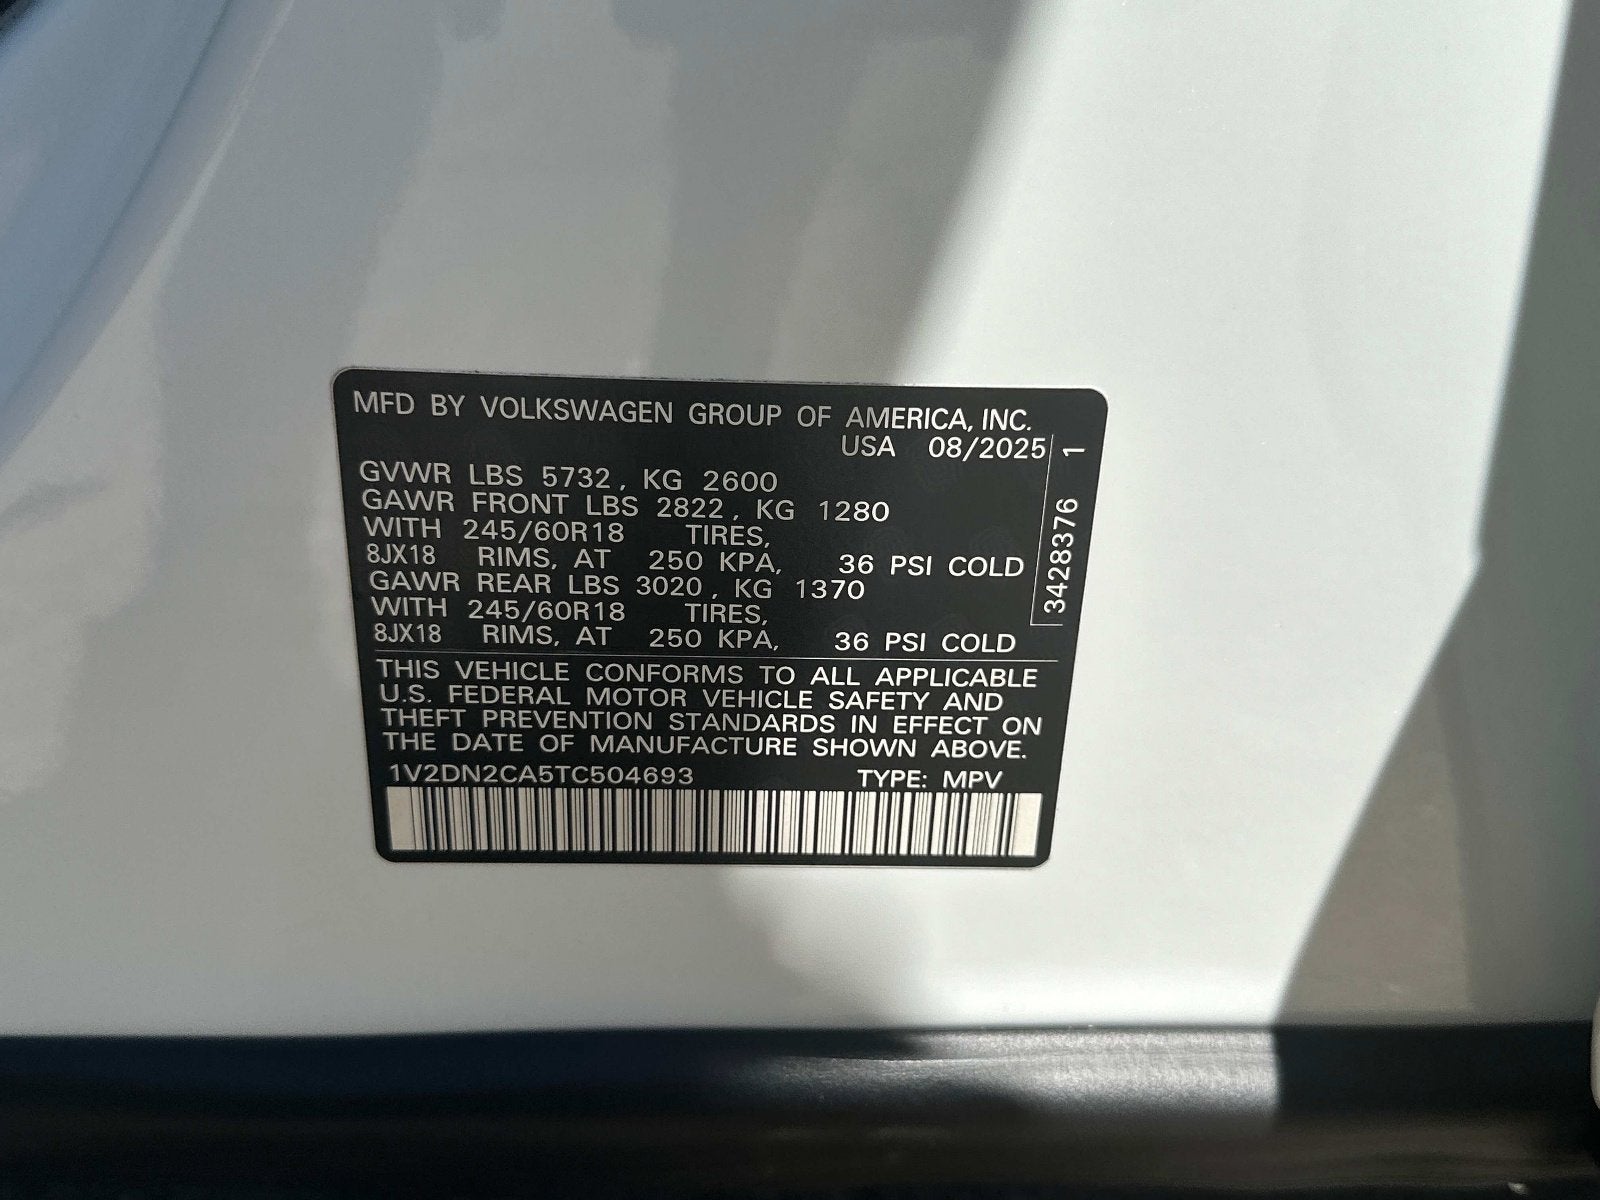 MFD BY VOLKSWAGEN GROUP OF AMERICA, INC.
USA 08/2025
GVWR LBS 5732, KG 2600
GAWR FRONT LBS 2822, KG 1280
WITH 245/60R18 TIRES,
8JX18 RIMS, AT 250 KPA, 36 PSI COLD
GAWR REAR LBS 3020, KG 1370
WITH 245/60R18 TIRES,
8JX18 RIMS, AT 250 KPA, 36 PSI COLD
THIS VEHICLE CONFORMS TO ALL APPLICABLE
U.S. FEDERAL MOTOR VEHICLE SAFETY AND
THEFT PREVENTION STANDARDS IN EFFECT ON
THE DATE OF MANUFACTURE SHOWN ABOVE.
1V2DN2CA5TC504693 TYPE: MPV
3428376 1